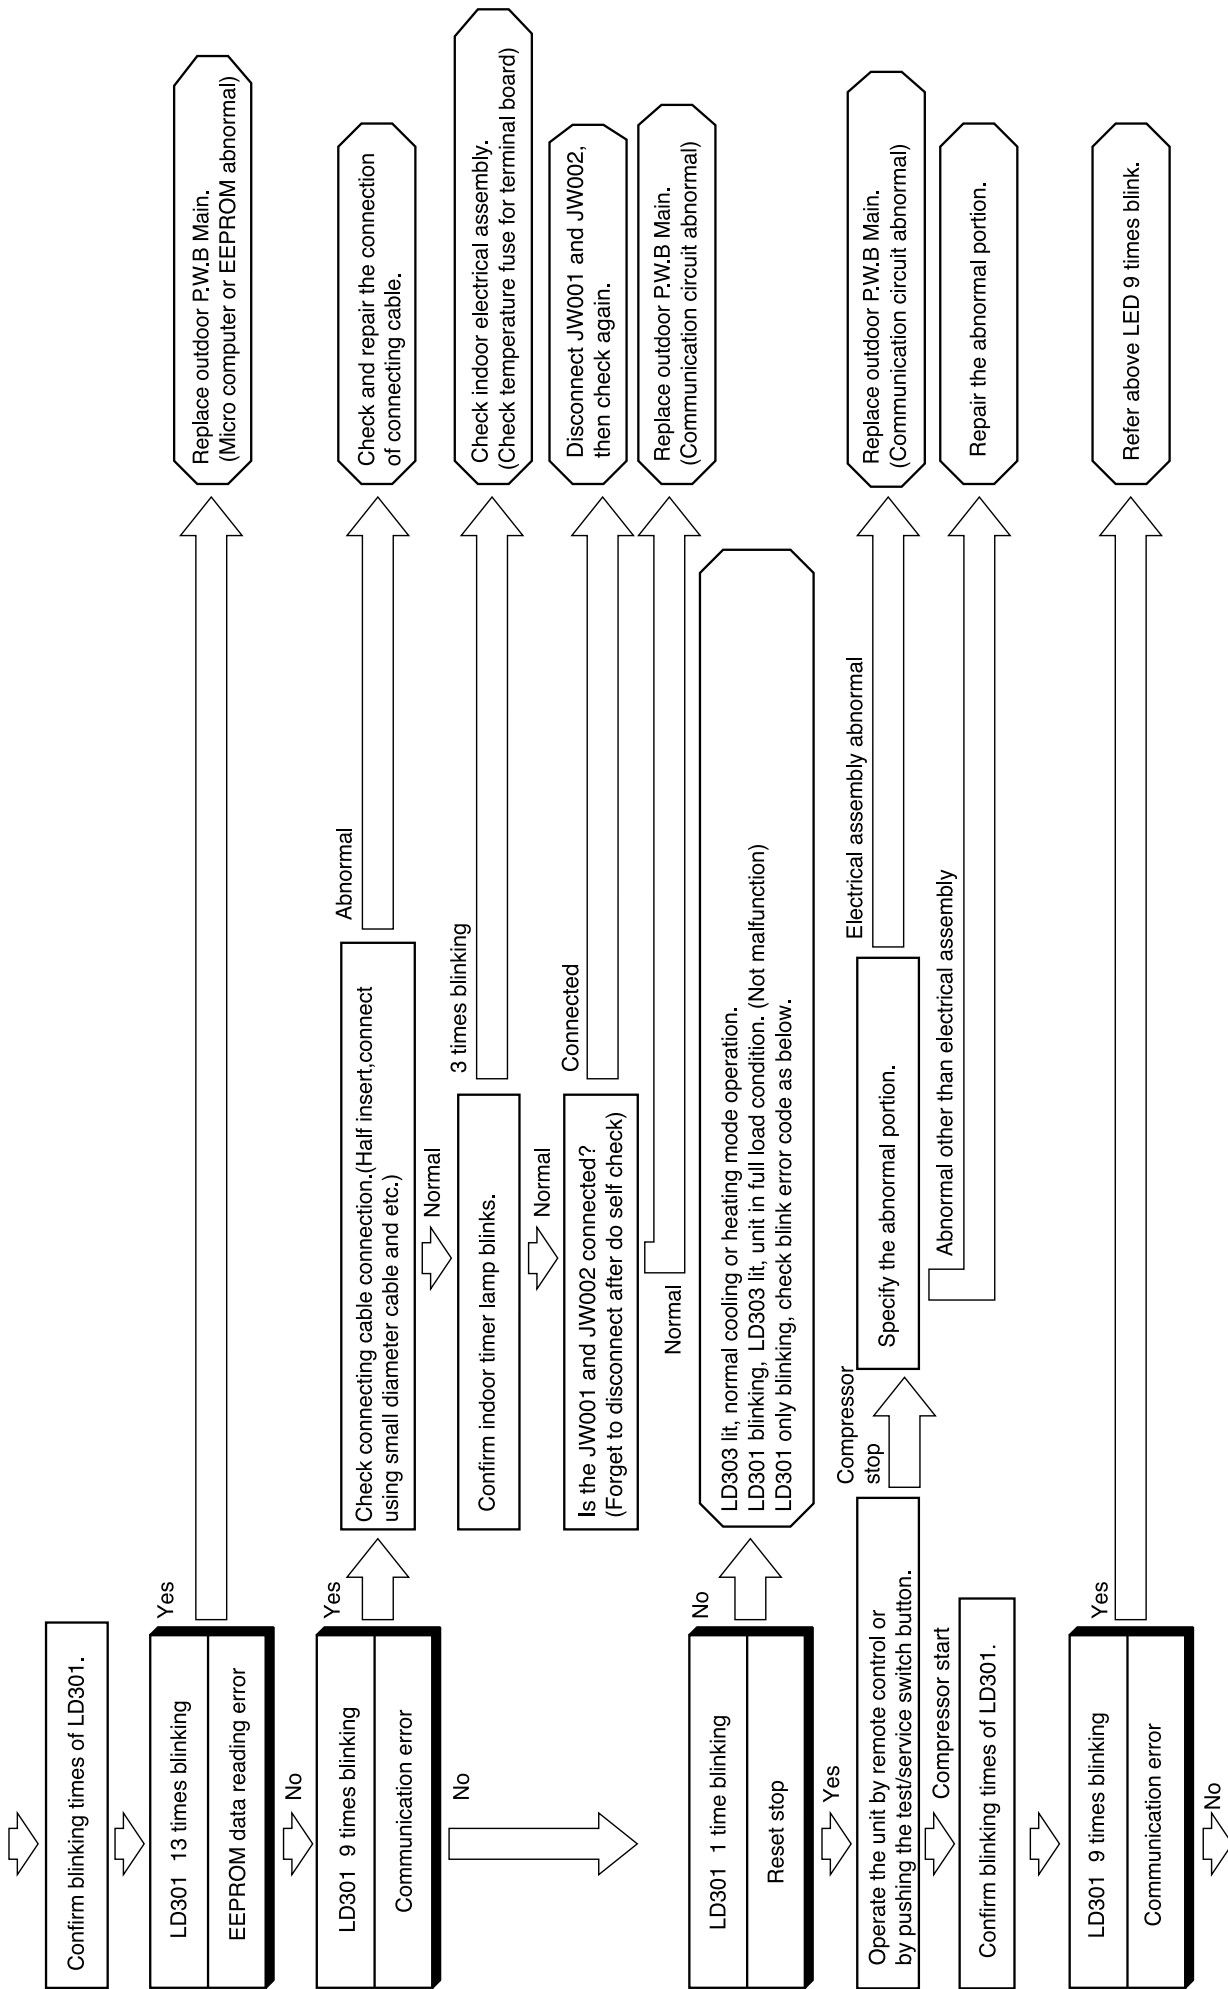 Confirm blinking times of LD301.
LD301  13 times blinking
EEPROM data reading error
Yes
Replace outdoor P.W.B Main.
(Micro computer or EEPROM abnormal)
No
LD301  9 times blinking
Communication error
Yes
Check connecting cable connection.(Half insert,connect
using small diameter cable and etc.)
Abnormal
Check and repair the connection
of connecting cable.
Normal
Confirm indoor timer lamp blinks.
3 times blinking
Check indoor electrical assembly.
(Check temperature fuse for terminal board)
Normal
Is the JW001 and JW002 connected?
(Forget to disconnect after do self check)
Connected
Disconnect JW001 and JW002,
then check again.
Normal
Replace outdoor P.W.B Main.
(Communication circuit abnormal)
No
LD301  1 time blinking
Reset stop
No
LD303 lit, normal cooling or heating mode operation.
LD301 blinking, LD303 lit, unit in full load condition. (Not malfunction)
LD301 only blinking, check blink error code as below.
Yes
Operate the unit by remote control or
by pushing the test/service switch button.
Compressor
stop
Specify the abnormal portion.
Electrical assembly abnormal
Replace outdoor P.W.B Main.
(Communication circuit abnormal)
Abnormal other than electrical assembly
Repair the abnormal portion.
Compressor start
Confirm blinking times of LD301.
LD301  9 times blinking
Communication error
Yes
Refer above LED 9 times blink.
No